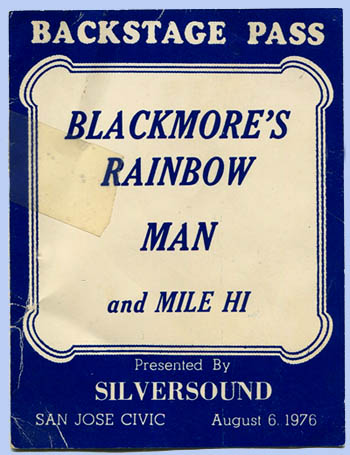 BACKSTAGE PASS
BLACKMORE'S
RAINBOW
MAN
and MILE HI
Presented By
SILVERSOUND
SAN JOSE CIVIC August 6, 1976